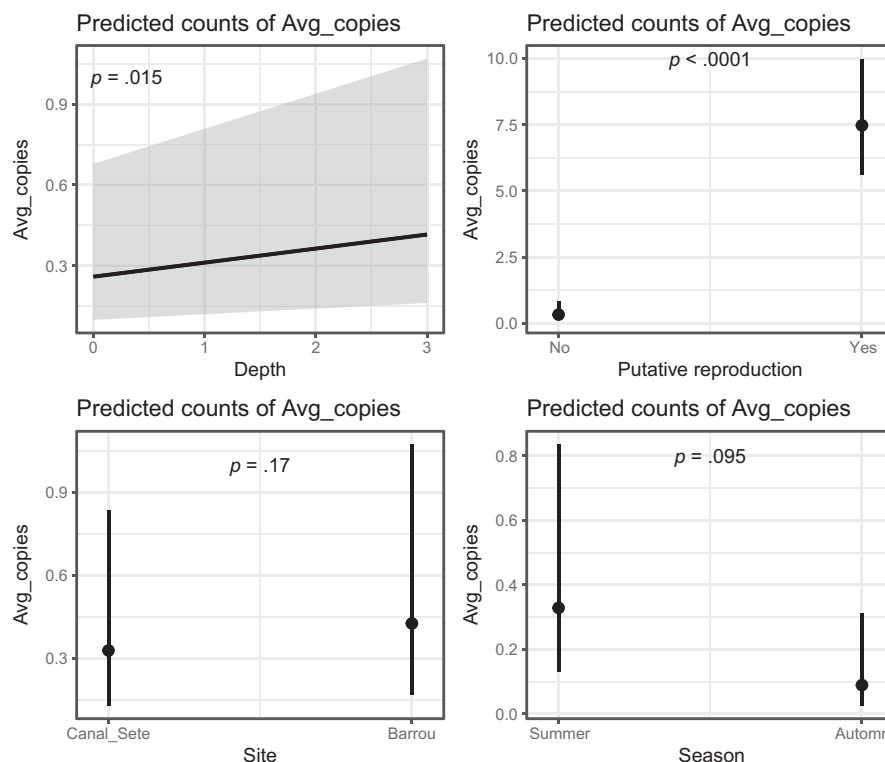 Predicted counts of Avg_copies
p = .015
0.9
0.6
0.3
Avg_copies
0 1 2 3
Depth
Predicted counts of Avg_copies
p < .0001
10.0
7.5
5.0
2.5
0.0
Avg_copies
No Yes
Putative reproduction
Predicted counts of Avg_copies
p = .17
0.9
0.6
0.3
Avg_copies
Canal_Sete Barrou
Site
Predicted counts of Avg_copies
p = .095
0.8
0.6
0.4
0.2
0.0
Avg_copies
Summer
Season